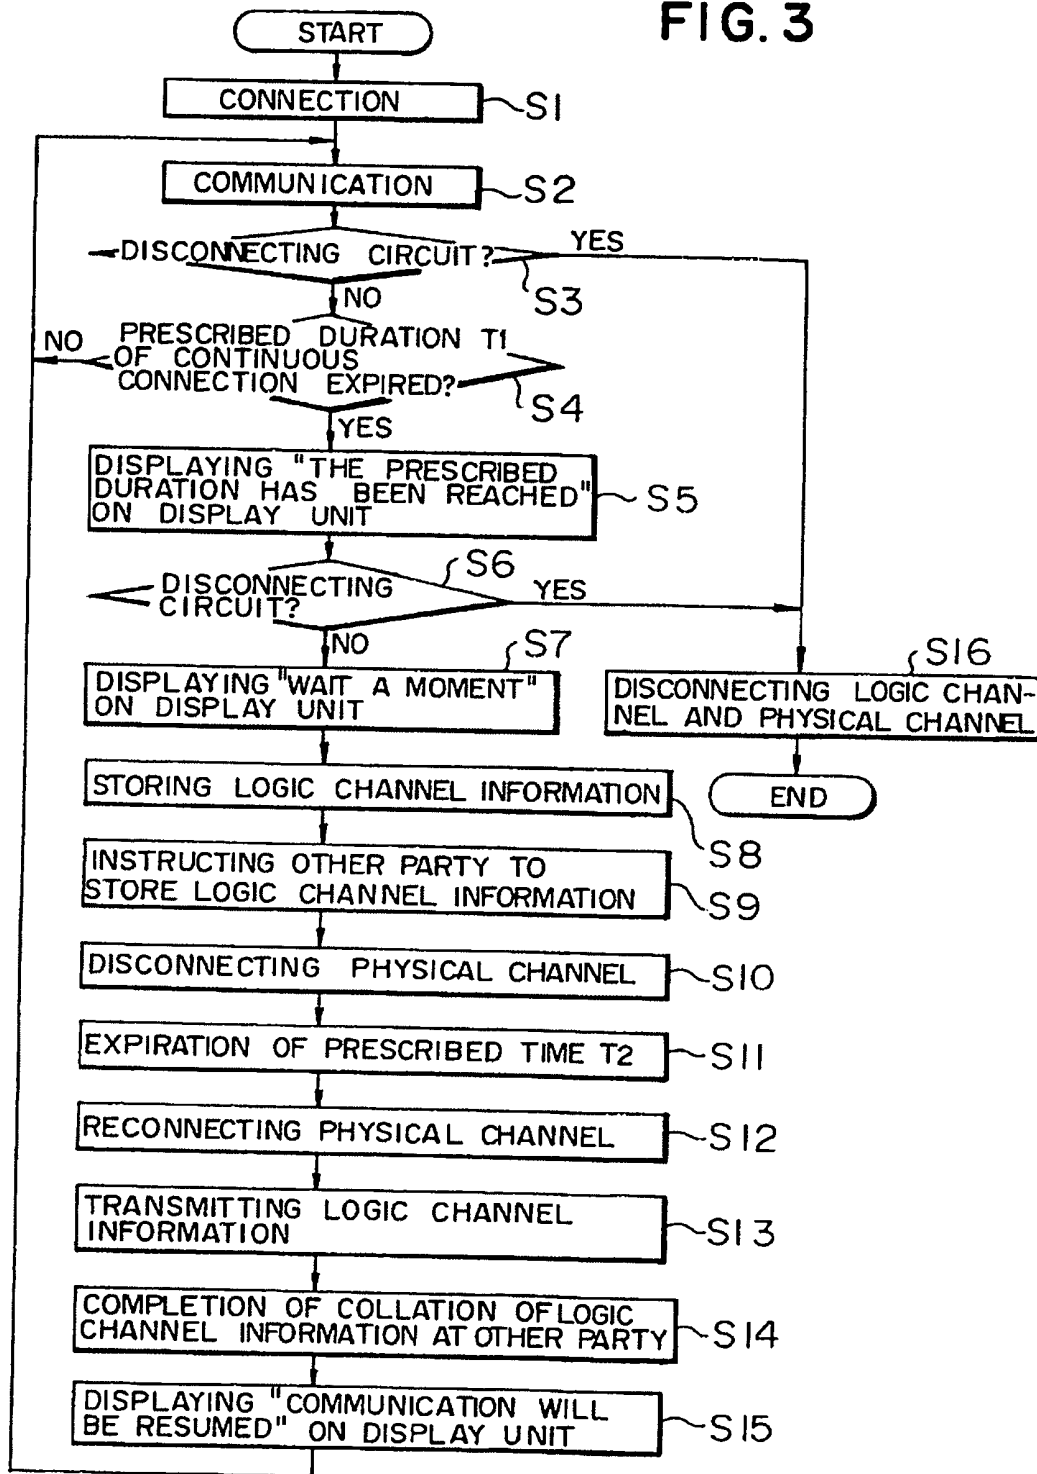 FIG. 3
START
CONNECTION
S1
COMMUNICATION
S2
DISCONNECTING CIRCUIT?
YES
S3
NO
PRESCRIBED DURATION T1
OF CONTINUOUS
CONNECTION EXPIRED?
NO
S4
YES
DISPLAYING "THE PRESCRIBED
DURATION HAS BEEN REACHED"
ON DISPLAY UNIT
S5
S6
DISCONNECTING
CIRCUIT?
YES
NO
S7
DISPLAYING "WAIT A MOMENT"
ON DISPLAY UNIT
S16
DISCONNECTING LOGIC CHAN-
NEL AND PHYSICAL CHANNEL
END
STORING LOGIC CHANNEL INFORMATION
S8
INSTRUCTING OTHER PARTY TO
STORE LOGIC CHANNEL INFORMATION
S9
DISCONNECTING PHYSICAL CHANNEL
S10
EXPIRATION OF PRESCRIBED TIME T2
S11
RECONNECTING PHYSICAL CHANNEL
S12
TRANSMITTING LOGIC CHANNEL
INFORMATION
S13
COMPLETION OF COLLATION OF LOGIC
CHANNEL INFORMATION AT OTHER PARTY
S14
DISPLAYING "COMMUNICATION WILL
BE RESUMED" ON DISPLAY UNIT
S15